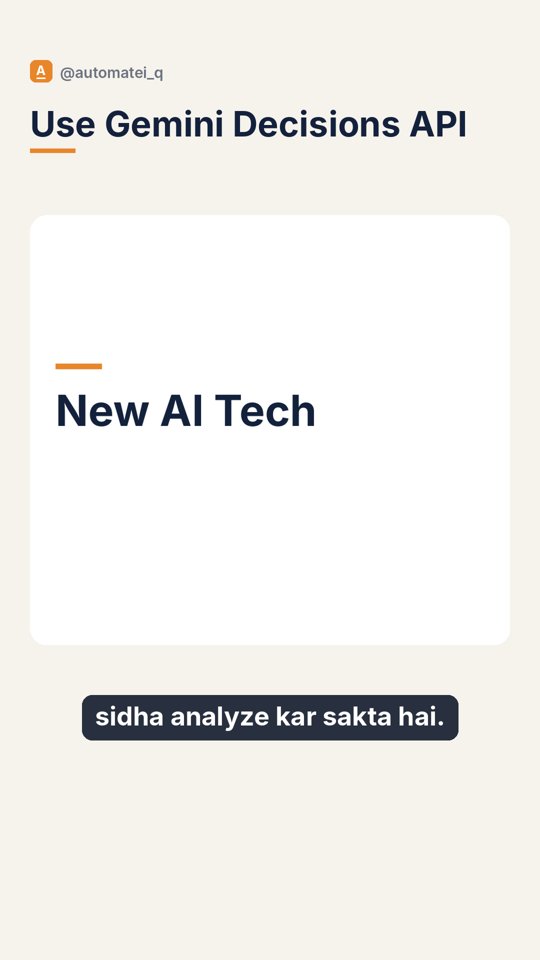 A
@automatei_q
Use Gemini Decisions API
New AI Tech
sidha analyze kar sakta hai.